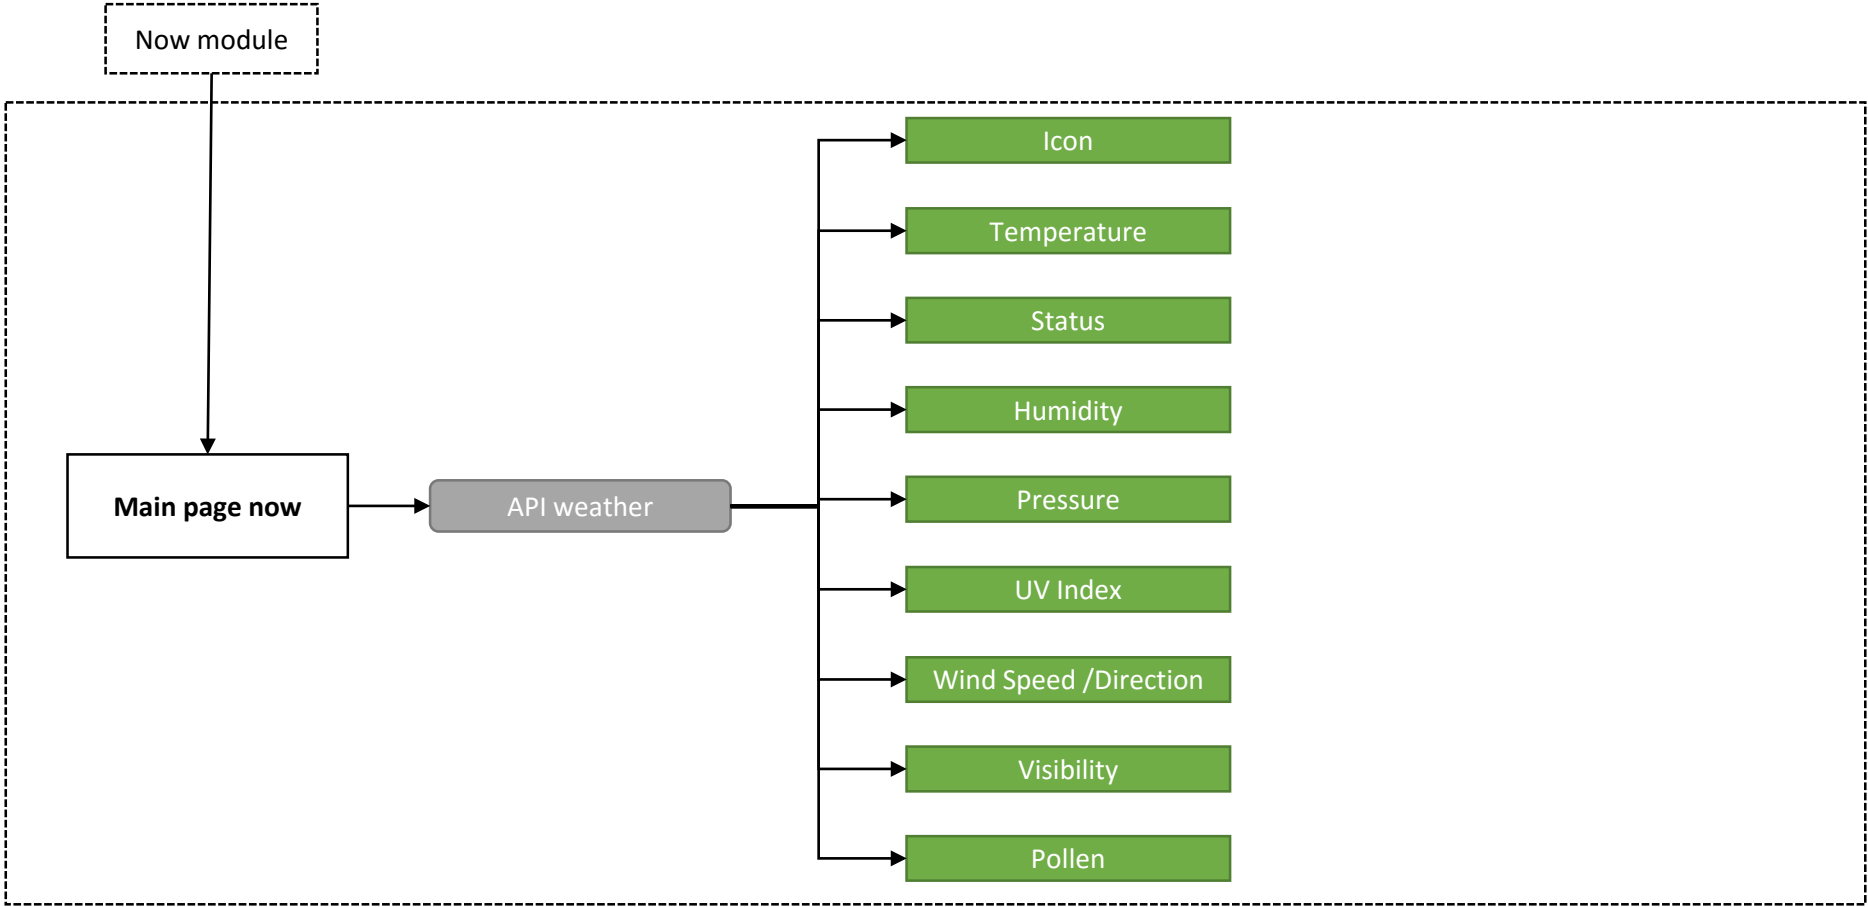 Now module
Icon
Temperature
Status
Humidity
Main page now
API weather
Pressure
UV Index
Wind Speed /Direction
Visibility
Pollen